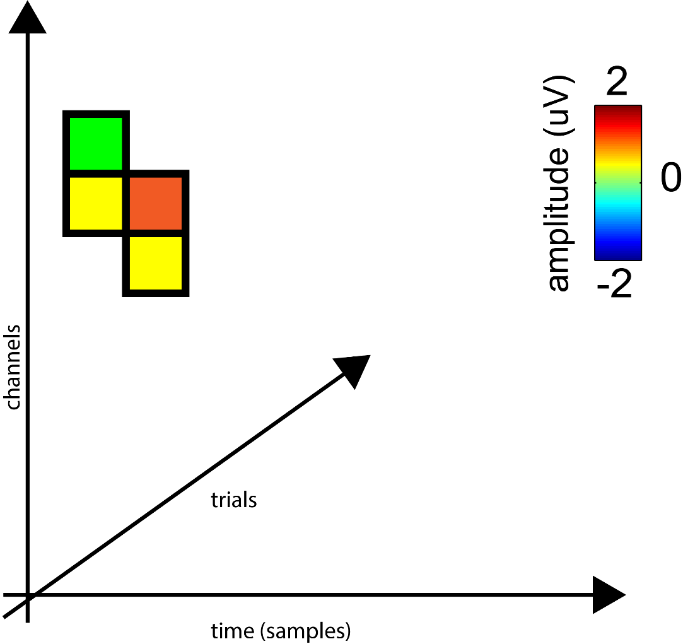 2
amplitude (uV)
0
-2
channels
trials
time (samples)